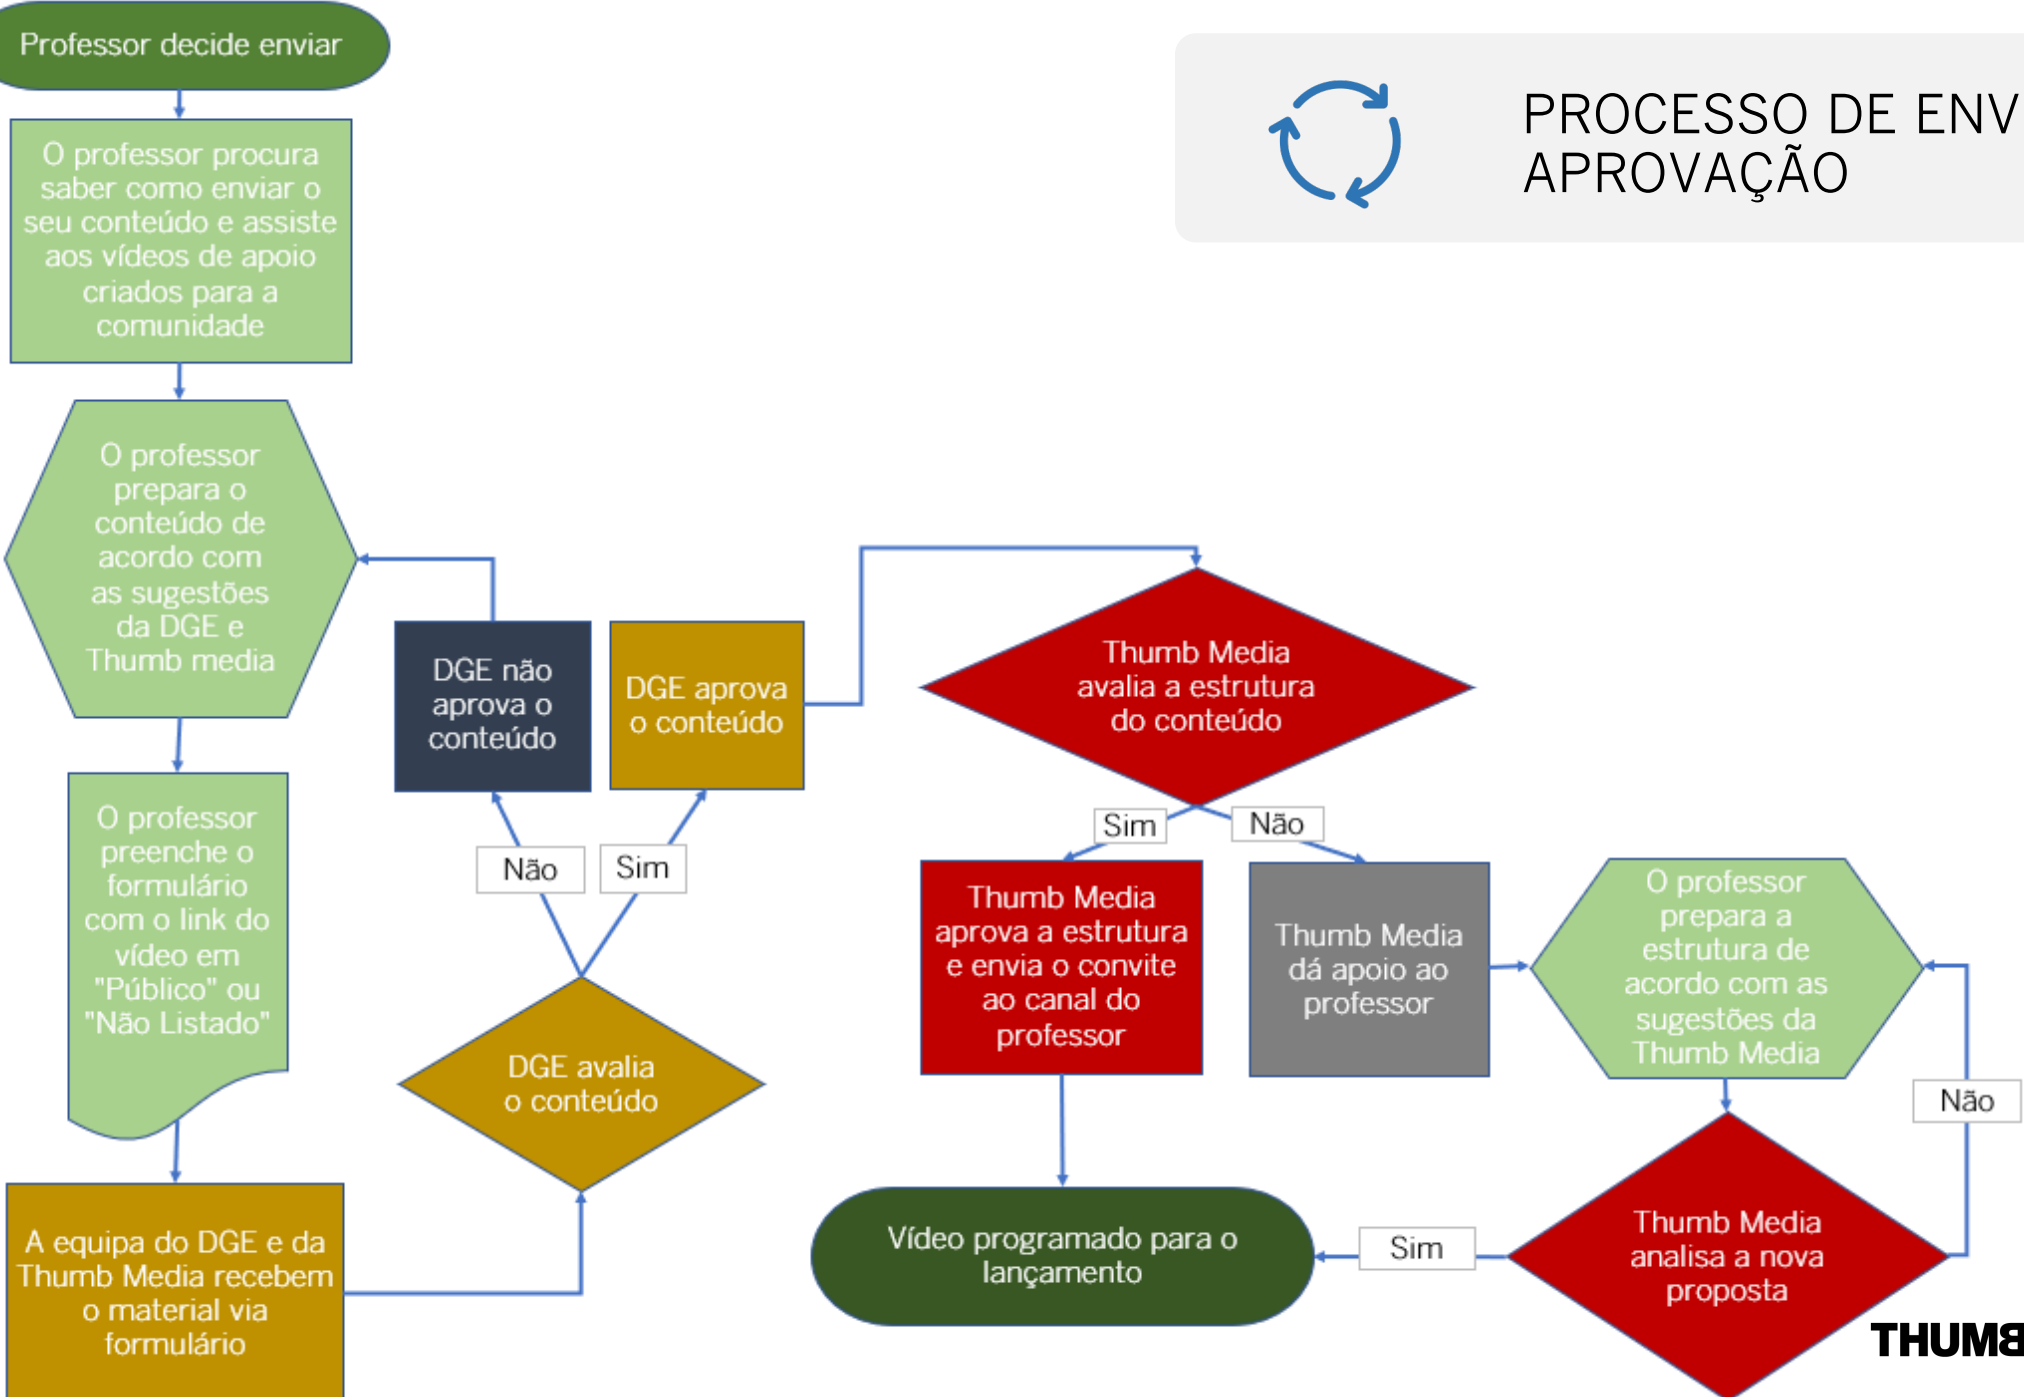 Professor decide enviar
PROCESSO DE ENV
APROVAÇÃO
O professor procura
saber como enviar o
seu conteúdo e assiste
aos vídeos de apoio
criados para a
comunidade
O professor
prepara o
conteúdo de
acordo com
as sugestões
da DGE e
Thumb media
O professor
preenche o
formulário
com o link do
vídeo em
"Público" ou
"Não Listado"
A equipa do DGE e da
Thumb Media recebem
o material via
formulário
DGE avalia
o conteúdo
Não
Sim
DGE não
aprova o
conteúdo
DGE aprova
o conteúdo
Thumb Media
avalia a estrutura
do conteúdo
Sim
Não
Thumb Media
aprova a estrutura
e envia o convite
ao canal do
professor
Thumb Media
dá apoio ao
professor
O professor
prepara a
estrutura de
acordo com as
sugestões da
Thumb Media
Não
Thumb Media
analisa a nova
proposta
Sim
Vídeo programado para o
lançamento
THUMB